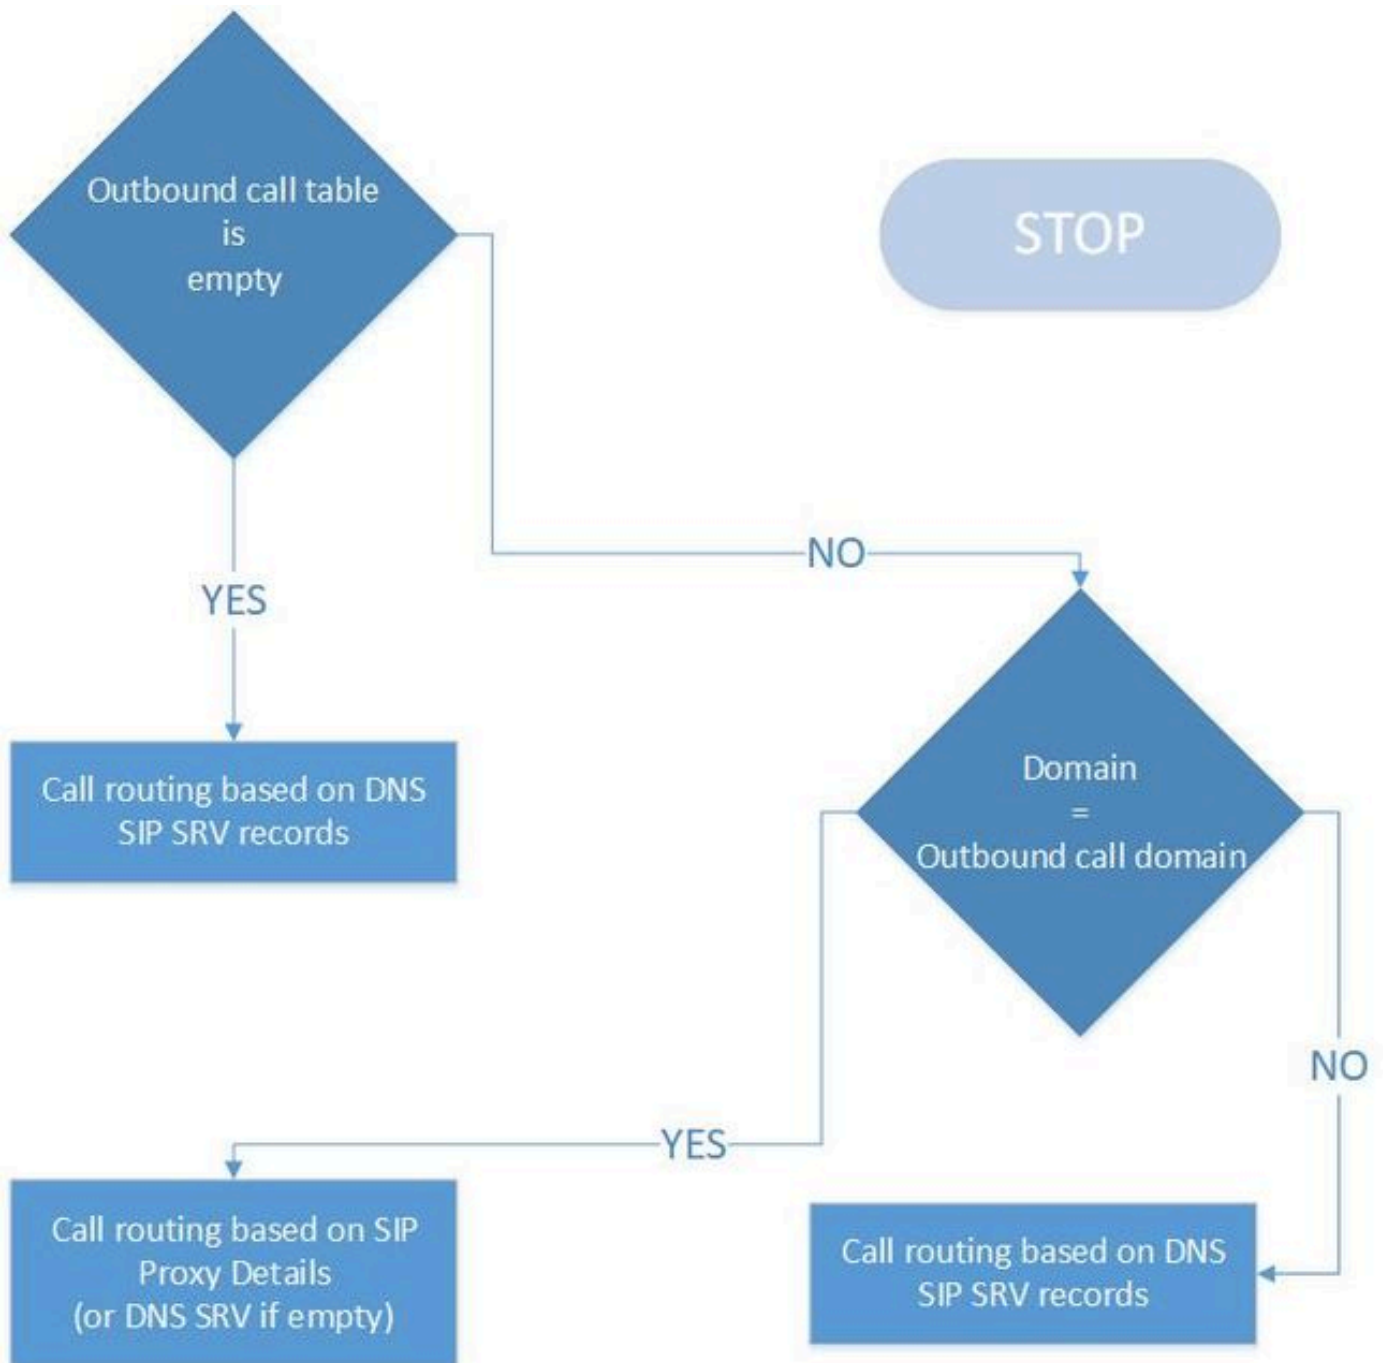 Outbound call table
is
empty
STOP
NO
YES
Domain
=
Outbound call domain
Call routing based on DNS
SIP SRV records
NO
YES
Call routing based on SIP
Proxy Details
(or DNS SRV if empty)
Call routing based on DNS
SIP SRV records